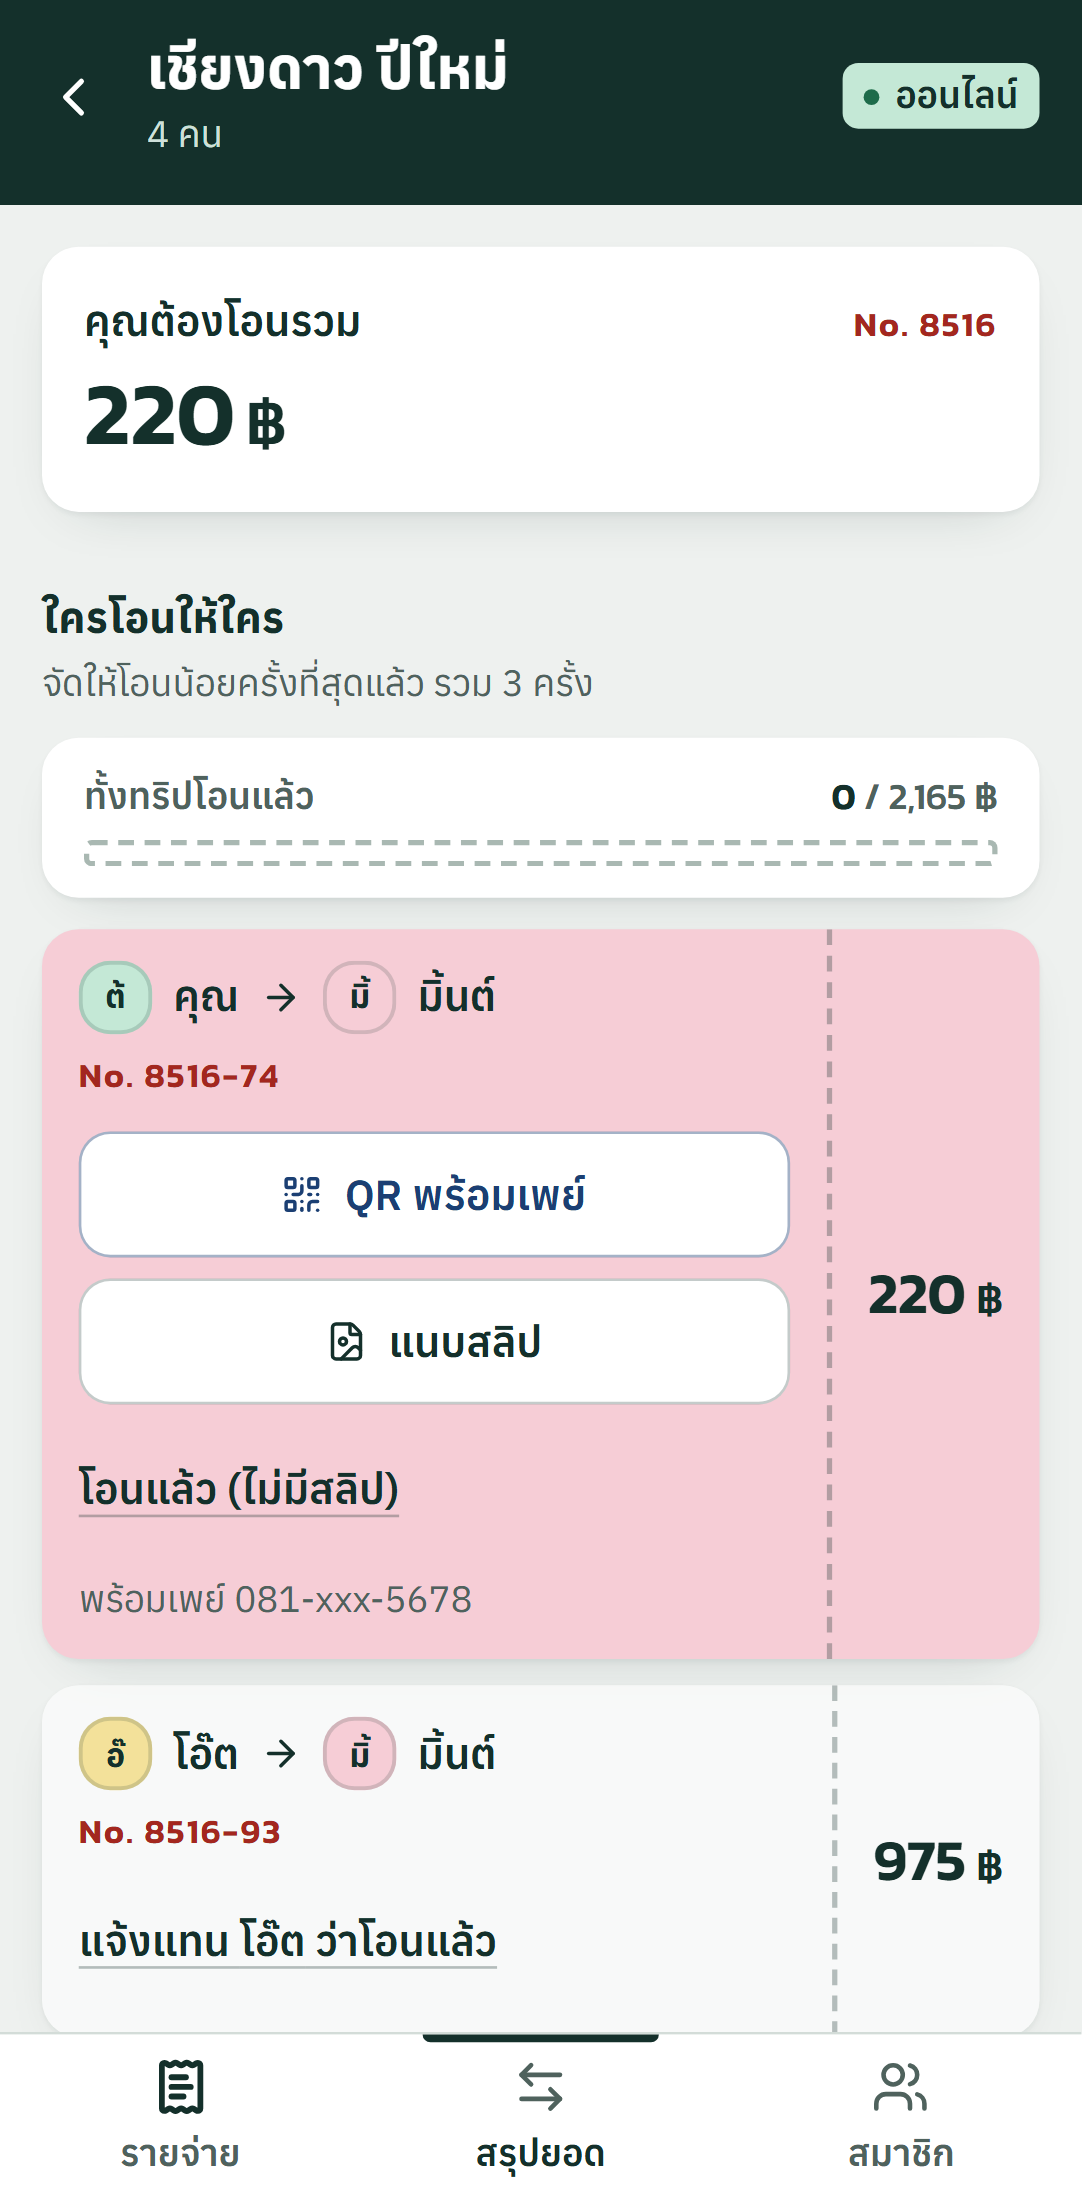 เชียงดาว ปีใหม่
4 คน
ออนไลน์
คุณต้องโอนรวม
No. 8516
220 ฿
ใครโอนให้ใคร
จัดให้โอนน้อยครั้งที่สุดแล้ว รวม 3 ครั้ง
ทั้งทริปโอนแล้ว
0 / 2,165 ฿
ต้ คุณ → มิ้ มิ้นต์
No. 8516-74
QR พร้อมเพย์
แนบสลิป
220 ฿
โอนแล้ว (ไม่มีสลิป)
พร้อมเพย์ 081-xxx-5678
อ๊ โอ๊ต → มิ้ มิ้นต์
No. 8516-93
975 ฿
แจ้งแทน โอ๊ต ว่าโอนแล้ว
รายจ่าย
สรุปยอด
สมาชิก